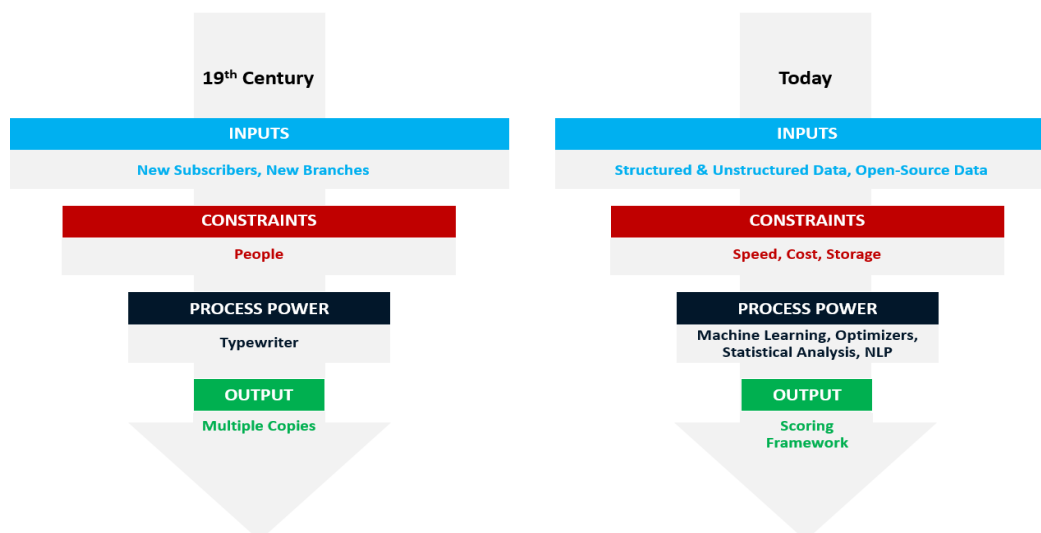 19th Century
INPUTS
New Subscribers, New Branches
CONSTRAINTS
People
PROCESS POWER
Typewriter
OUTPUT
Multiple Copies
Today
INPUTS
Structured & Unstructured Data, Open-Source Data
CONSTRAINTS
Speed, Cost, Storage
PROCESS POWER
Machine Learning, Optimizers,
Statistical Analysis, NLP
OUTPUT
Scoring
Framework